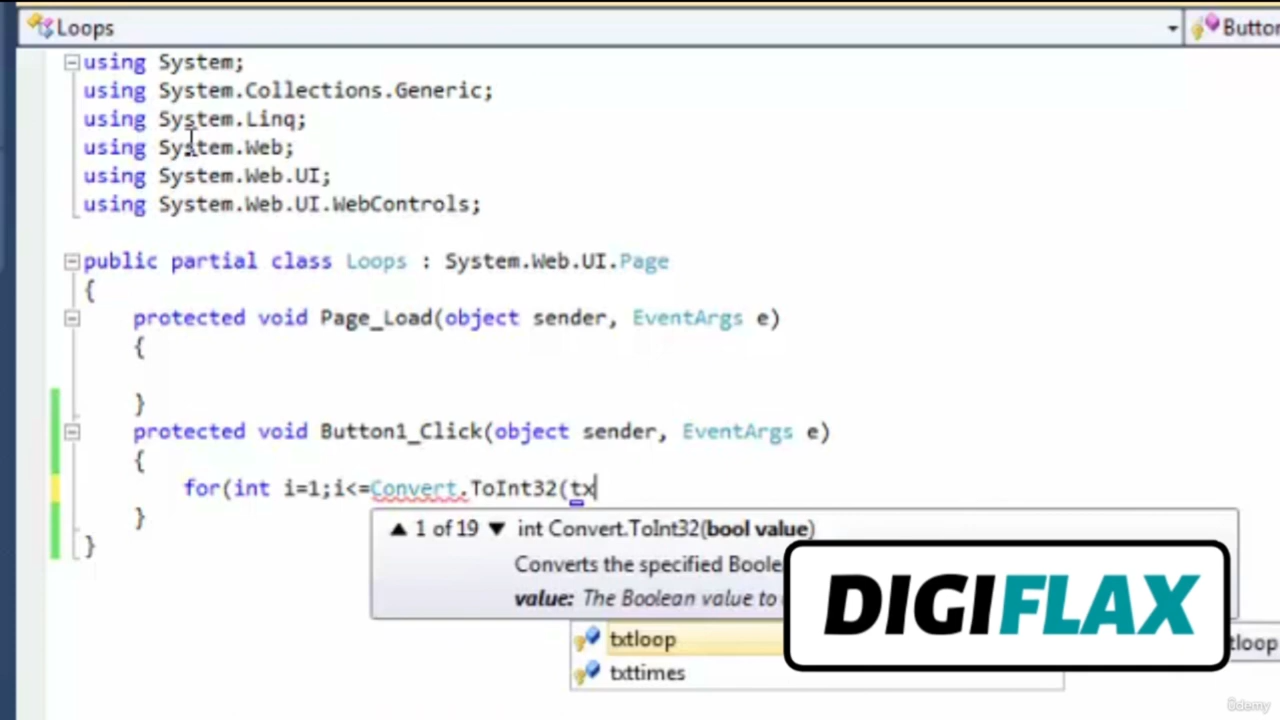 Loops
Button
using System;
using System.Collections.Generic;
using System.Linq;
using System.Web;
using System.Web.UI;
using System.Web.UI.WebControls;
public partial class Loops : System.Web.UI.Page
{
protected void Page_Load(object sender, EventArgs e)
{
}
protected void Button1_Click(object sender, EventArgs e)
{
for(int i=1;i<=Convert.ToInt32(tx
}
}
▲ 1 of 19 ▼ int Convert.ToInt32(bool value)
Converts the specified Boole
value: The Boolean value to
DIGIFLAX
txtloop
tloop
txttimes
ûdemy